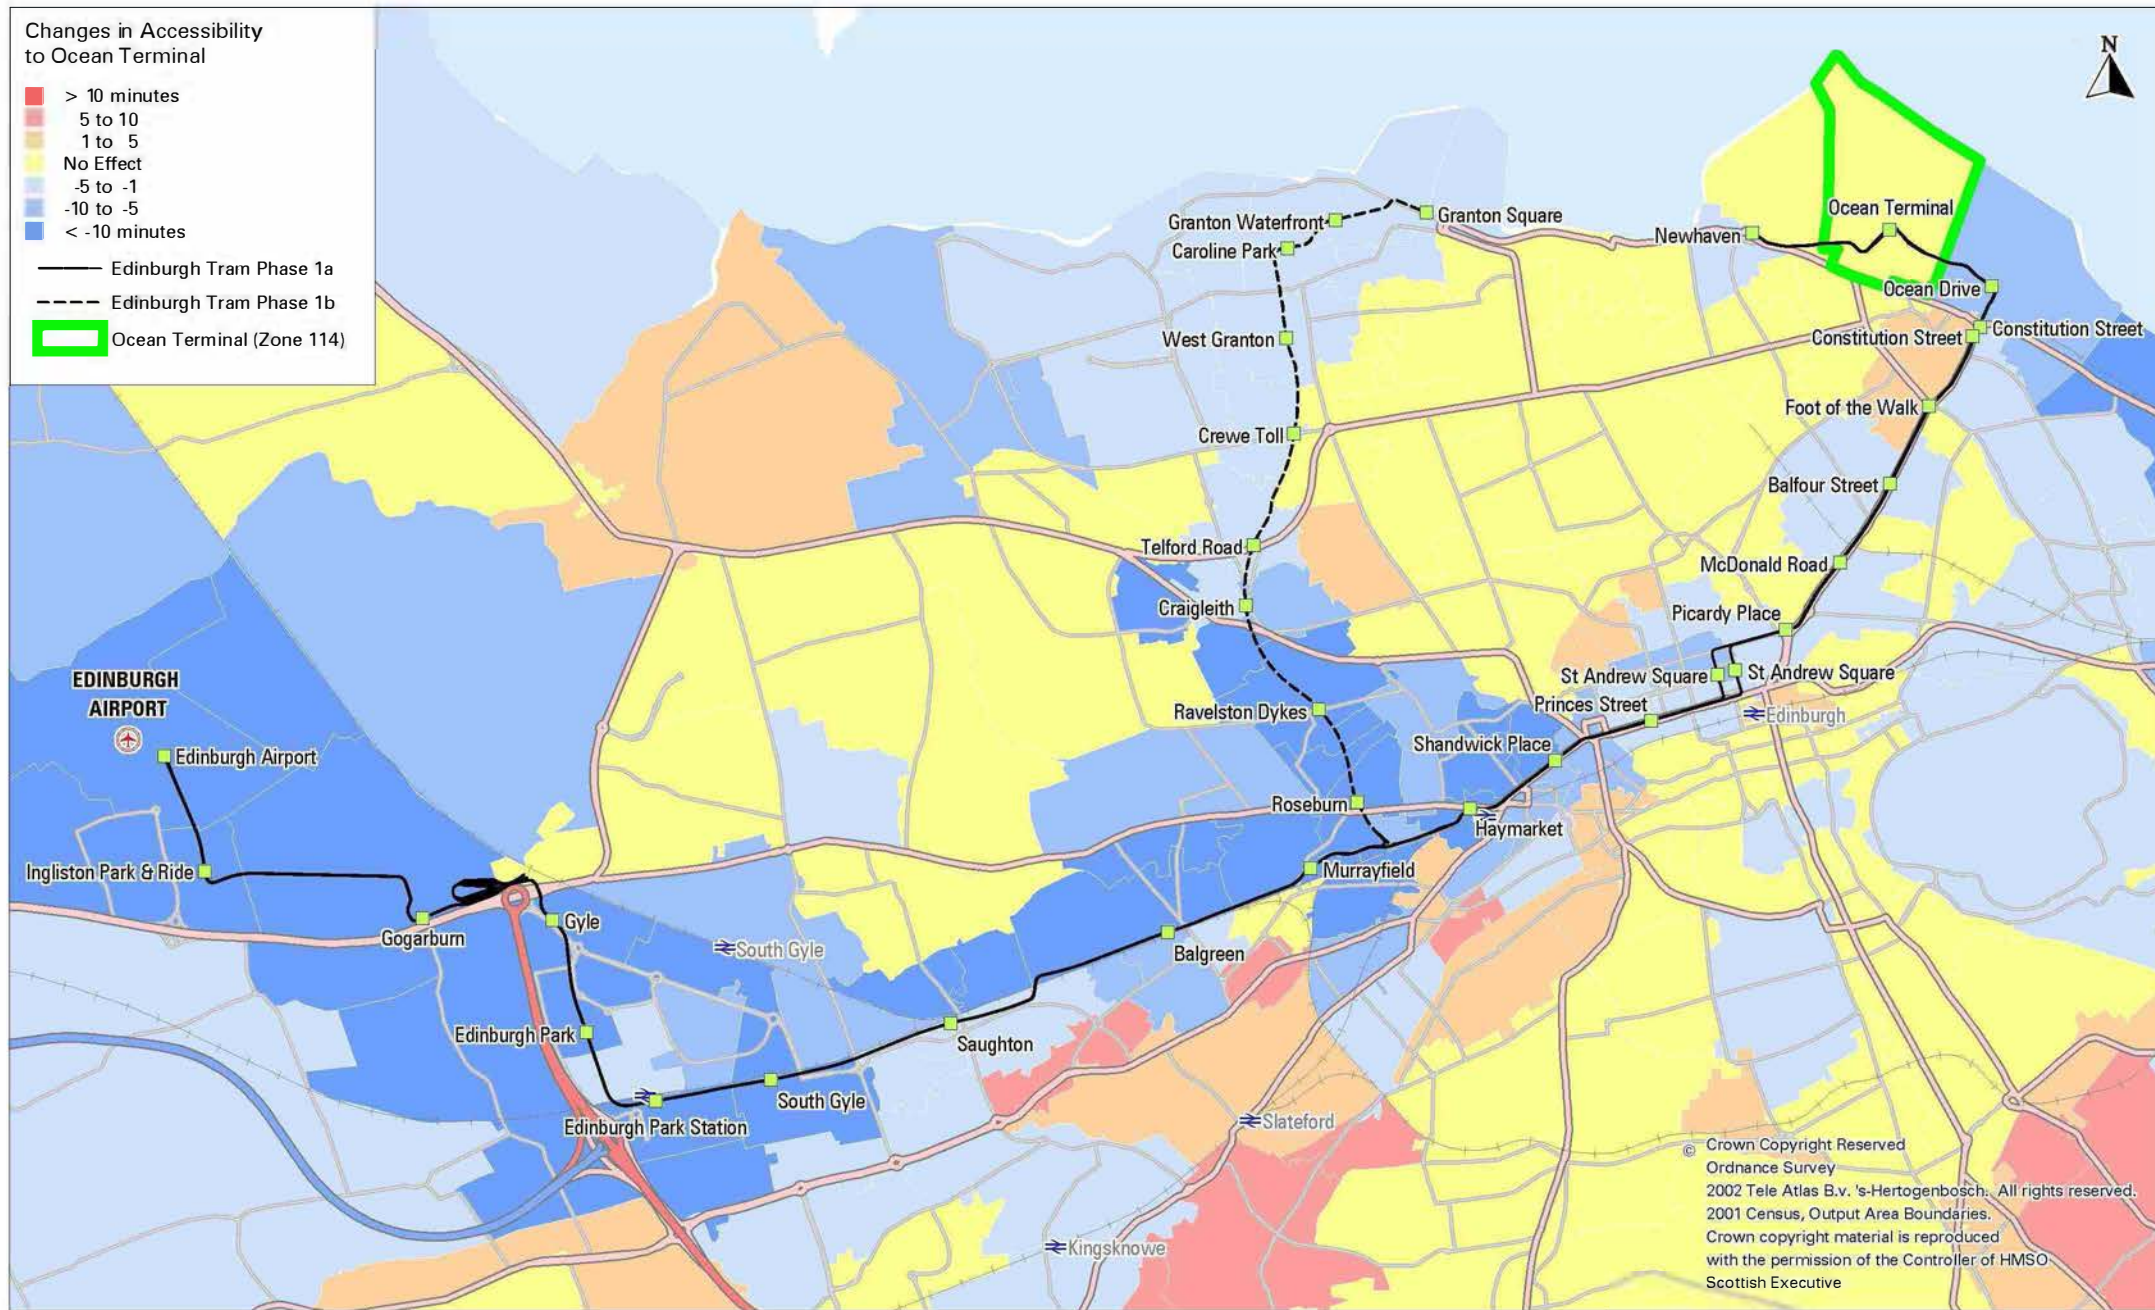 Changes in Accessibility
to Ocean Terminal
> 10 minutes
5 to 10
1 to 5
No Effect
-5 to -1
-10 to -5
< -10 minutes
Edinburgh Tram Phase 1a
Edinburgh Tram Phase 1b
Ocean Terminal (Zone 114)
N
Ocean Terminal
Granton Waterfront
Granton Square
Newhaven
Caroline Park
Ocean Drive
Constitution Street
Constitution Street
West Granton
Foot of the Walk
Crewe Toll
Balfour Street
Telford Road
McDonald Road
Craigleith
Picardy Place
St Andrew Square
St Andrew Square
EDINBURGH
AIRPORT
Princes Street
Ravelston Dykes
Edinburgh
Shandwick Place
Edinburgh Airport
Roseburn
Haymarket
Ingliston Park & Ride
Murrayfield
Gogarburn
Gyle
South Gyle
Balgreen
Edinburgh Park
Saughton
South Gyle
Edinburgh Park Station
Slateford
Kingsknowe
© Crown Copyright Reserved
Ordnance Survey
2002 Tele Atlas B.v. 's-Hertogenbosch. All rights reserved.
2001 Census, Output Area Boundaries.
Crown copyright material is reproduced
with the permission of the Controller of HMSO
Scottish Executive